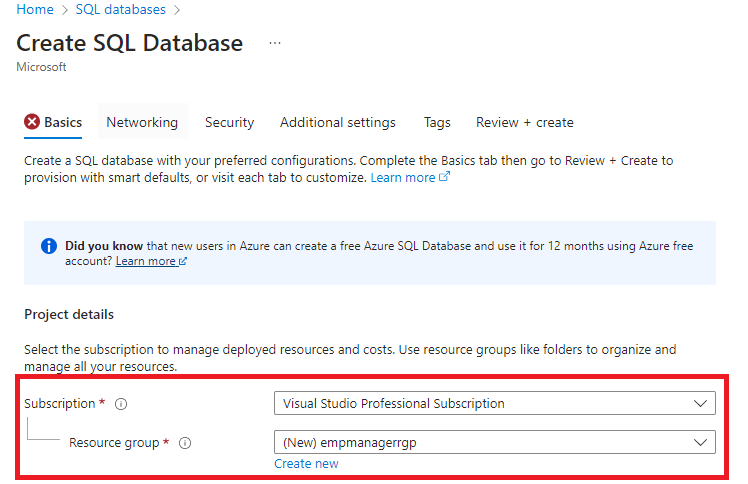 Home > SQL databases >
Create SQL Database ...
Microsoft
Basics Networking Security Additional settings Tags Review + create
Create a SQL database with your preferred configurations. Complete the Basics tab then go to Review + Create to
provision with smart defaults, or visit each tab to customize. Learn more
Did you know that new users in Azure can create a free Azure SQL Database and use it for 12 months using Azure free
account? Learn more
Project details
Select the subscription to manage deployed resources and costs. Use resource groups like folders to organize and
manage all your resources.
Subscription * Visual Studio Professional Subscription
Resource group * (New) empmanagerrgp
Create new